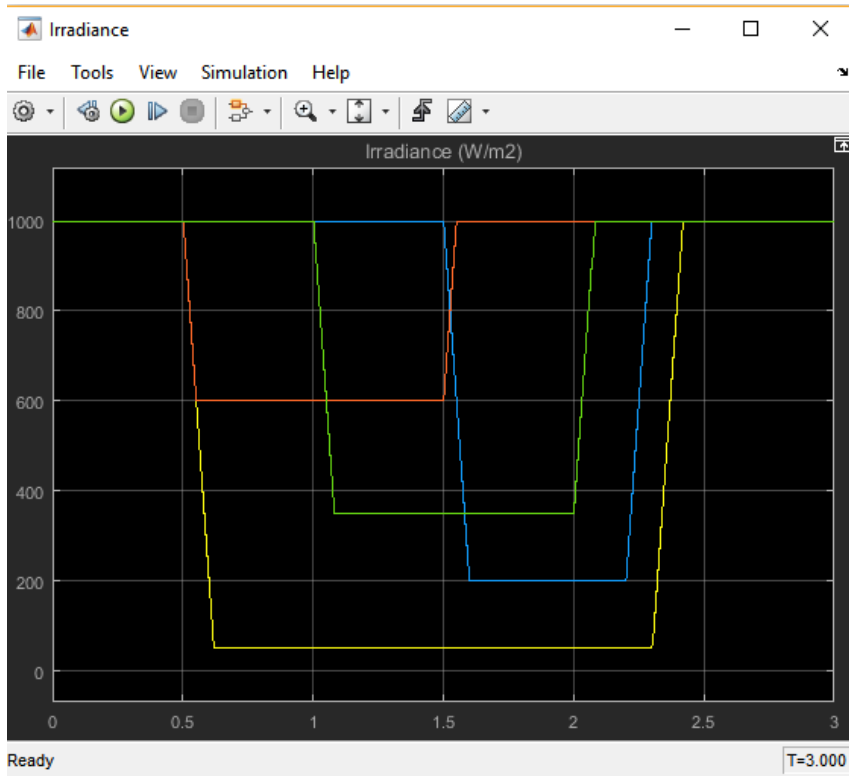 Irradiance
File Tools View Simulation Help
Irradiance (W/m2)
1000
800
600
400
200
0
0 0.5 1 1.5 2 2.5 3
Ready T=3.000